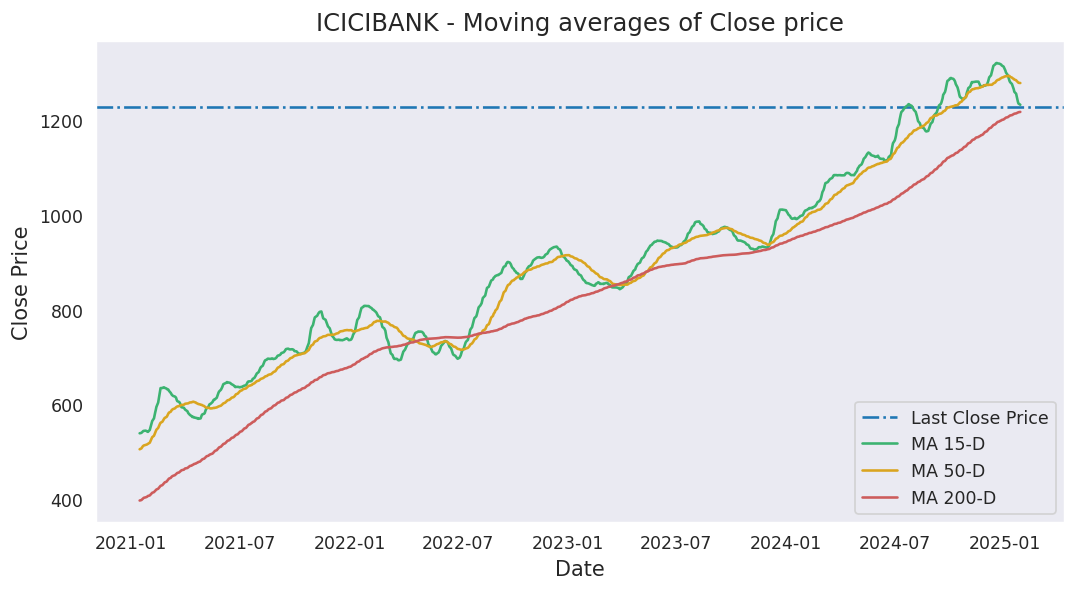 ICICIBANK - Moving averages of Close price
Close Price
1200
1000
800
600
400
Last Close Price
MA 15-D
MA 50-D
MA 200-D
2021-01 2021-07 2022-01 2022-07 2023-01 2023-07 2024-01 2024-07 2025-01
Date